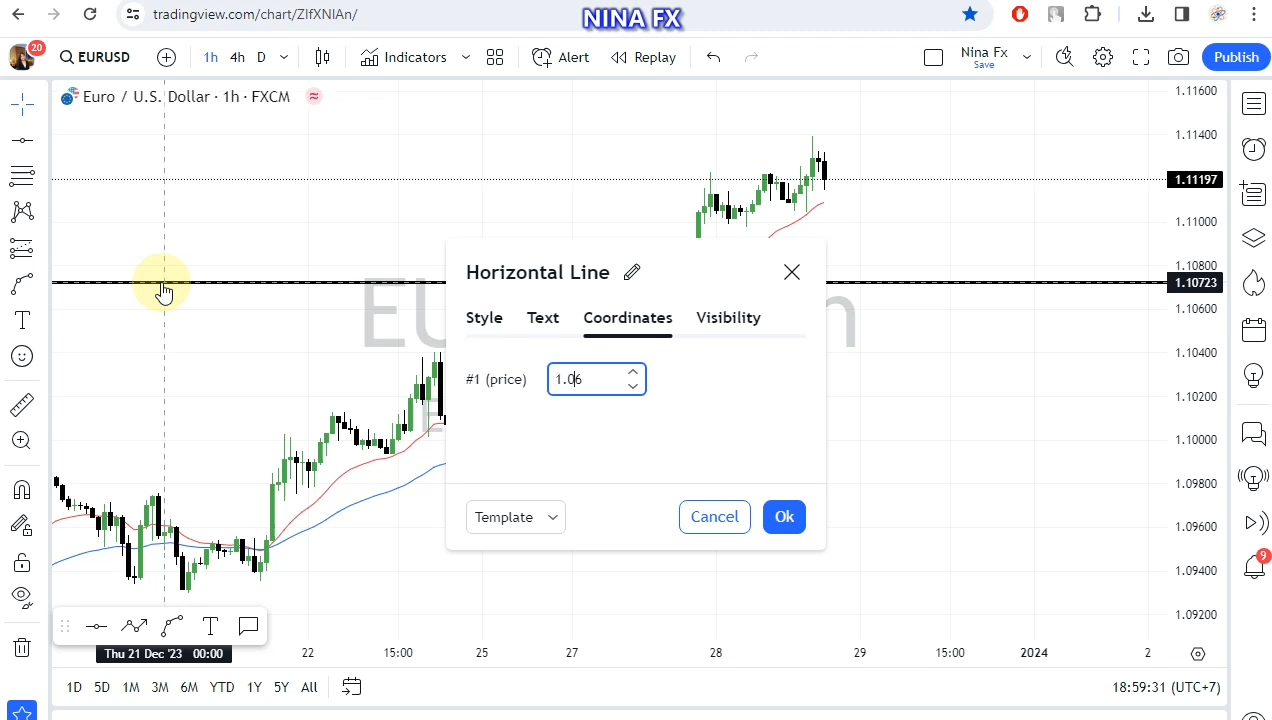 tradingview.com/chart/ZIfXNIAn/
NINA FX
20
EURUSD
1h 4h D
Indicators
Alert
Replay
Nina Fx
Save
Publish
Euro / U.S. Dollar · 1h · FXCM
1.11600
1.11400
1.11197
1.11000
1.10800
1.10723
1.10600
1.10400
1.10200
1.10000
1.09800
1.09600
1.09400
1.09200
Horizontal Line
Style Text Coordinates Visibility
#1 (price) 1.06
Template
Cancel
Ok
9
Thu 21 Dec '23 00:00
22 15:00 25 27 28 29 15:00 2024 2
1D 5D 1M 3M 6M YTD 1Y 5Y All
18:59:31 (UTC+7)